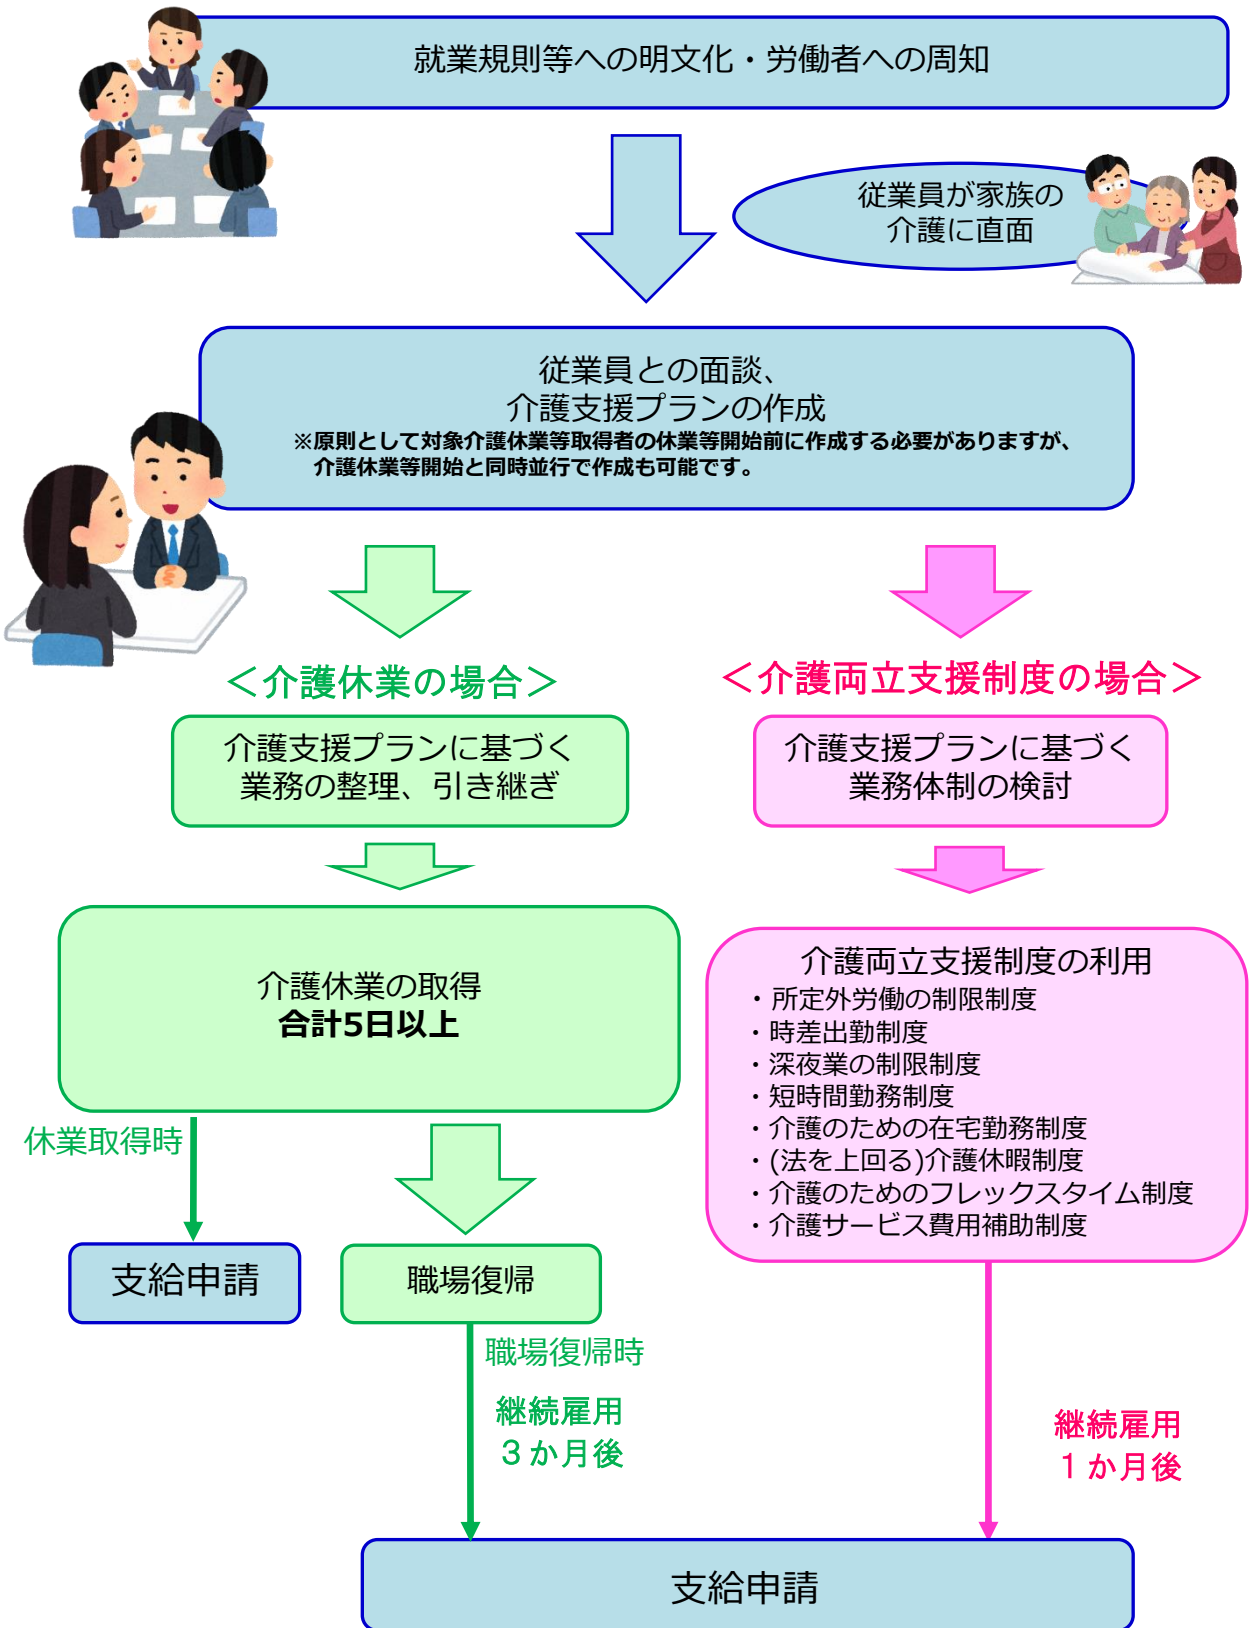 就業規則等への明文化・労働者への周知
従業員が家族の
介護に直面
従業員との面談、
介護支援プランの作成
※原則として対象介護休業等取得者の休業等開始前に作成する必要がありますが、
介護休業等開始と同時並行で作成も可能です。
＜介護休業の場合＞
介護支援プランに基づく
業務の整理、引き継ぎ
介護休業の取得
合計5日以上
休業取得時
支給申請
職場復帰
職場復帰時
継続雇用
３か月後
＜介護両立支援制度の場合＞
介護支援プランに基づく
業務体制の検討
介護両立支援制度の利用
・所定外労働の制限制度
・時差出勤制度
・深夜業の制限制度
・短時間勤務制度
・介護のための在宅勤務制度
・(法を上回る)介護休暇制度
・介護のためのフレックスタイム制度
・介護サービス費用補助制度
継続雇用
１か月後
支給申請